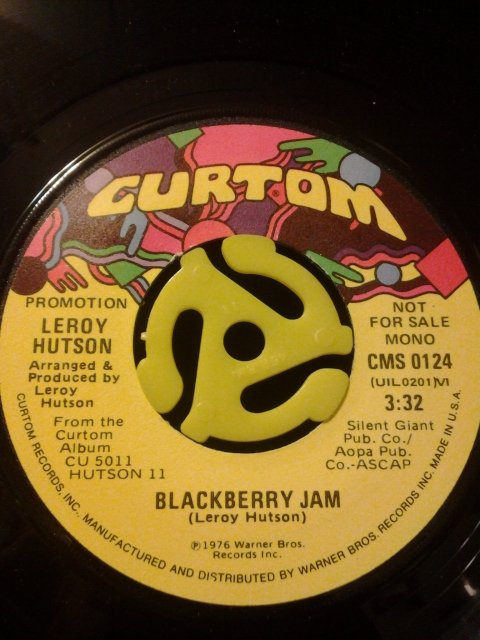 CURTOM
PROMOTION
LEROY
HUTSON
Arranged &
Produced by
Leroy
Hutson
From the
Curtom
Album
CU 5011
HUTSON 11
NOT
FOR SALE
MONO
CMS 0124
(UIL0201)VI
3:32
Silent Giant
Pub. Co./
Aopa Pub.
Co.-ASCAP
BLACKBERRY JAM
(Leroy Hutson)
℗1976 Warner Bros.
Records Inc.
CURTOM RECORDS, INC., MANUFACTURED AND DISTRIBUTED BY WARNER BROS. RECORDS INC. MADE IN U.S.A.